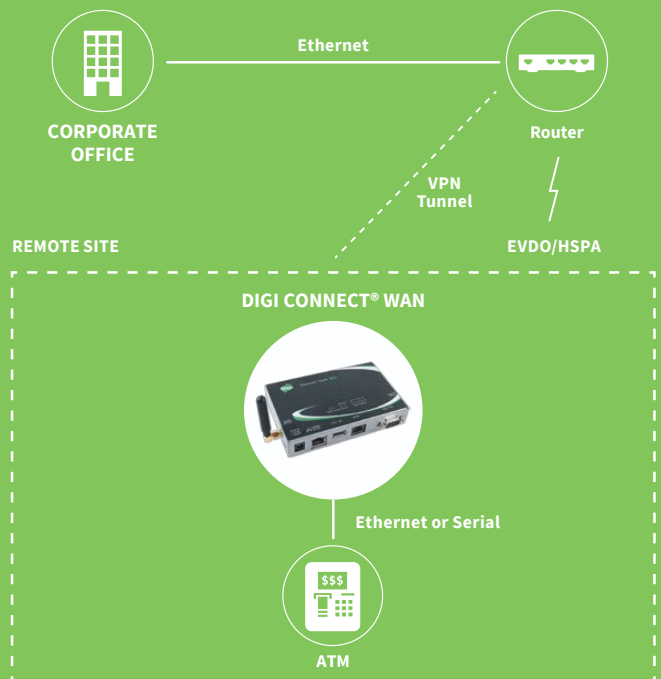 Ethernet
CORPORATE
OFFICE
Router
VPN
Tunnel
REMOTE SITE
EVDO/HSPA
DIGI CONNECT® WAN
Ethernet or Serial
$$$
ATM